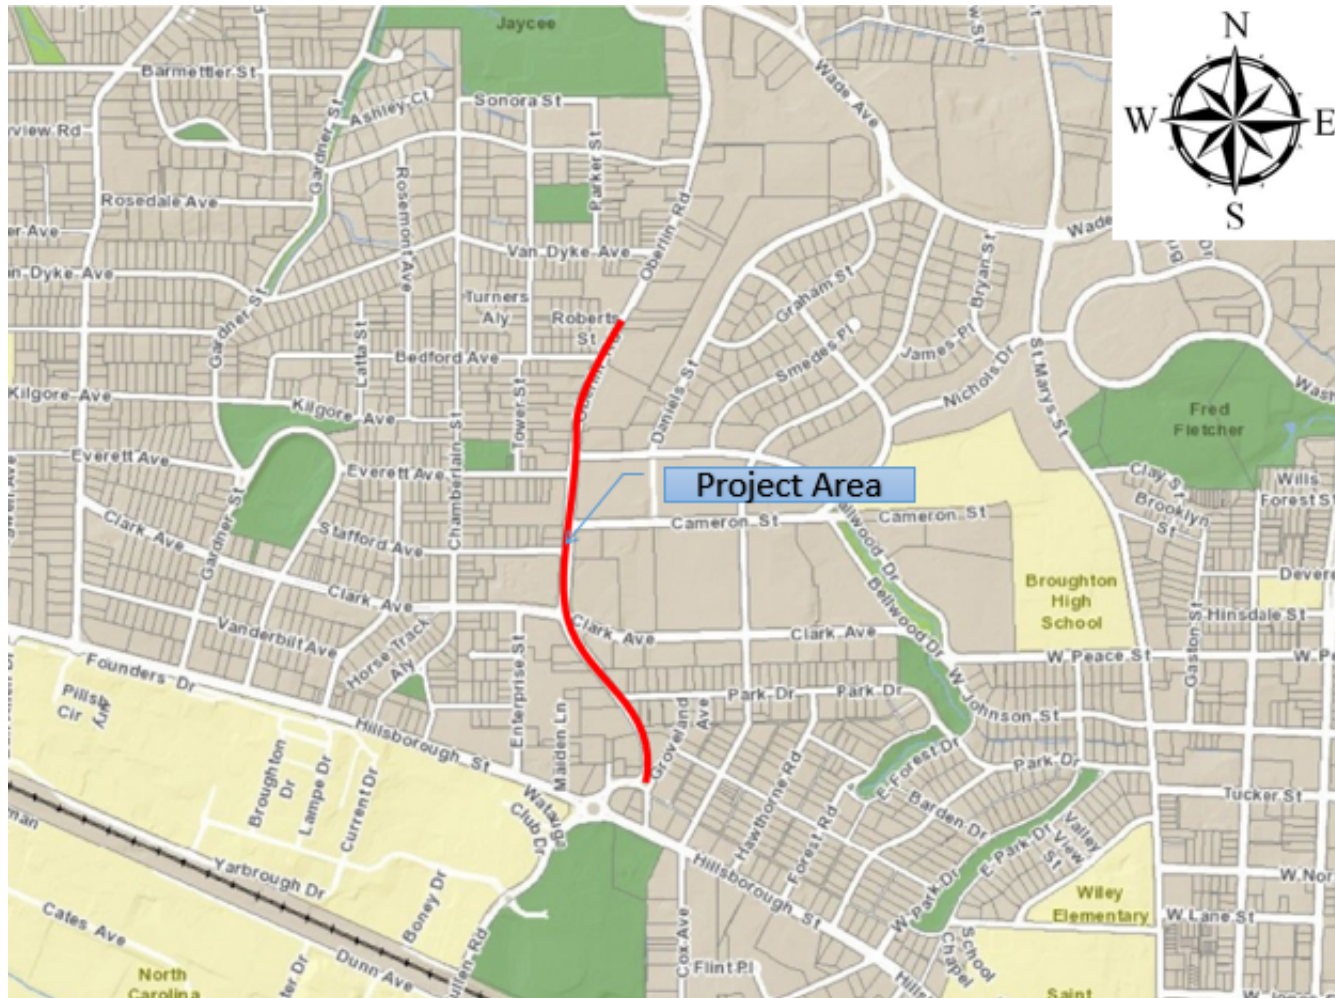 Jaycee
N
W
E
S
Barmettler St
Ashley Ct
Sonora St
Wade Ave
Gardner St
Parker St
Rosedale Ave
Rosemont Ave
Oberlin Rd
Van Dyke Ave
Wade
Bryan St
Graham St
Gardner St
Turners
Aly
Roberts
St
Latta St
Bedford Ave
Smedes Pl
James Pl
Nichols Dr
St Marys St
Daniels St
Kilgore Ave
Kilgore Ave
Tower St
Chamberlain St
Fred
Fletcher
Everett Ave
Everett Ave
Project Area
Clay St
Brooklyn
St
Wills
Forest St
Cameron St
Cameron St
Clark Ave
Gardner St
Stafford Ave
Bellwood Dr
Broughton
High
School
Clark Ave
Clark Ave
Clark Ave
Vanderbilt Ave
Hinsdale St
Gaston St
Horse Track
Aly
Founders Dr
W Peace St
Enterprise St
Maiden Ln
Groveland
Ave
Park Dr
Park Dr
W Johnson St
Pillsbury
Cir
Hillsborough St
Broughton
Dr
Lampe Dr
Current Dr
Watauga
Club Dr
E Forest Dr
Park Dr
Tucker St
Hawthorne Rd
Forest Rd
Barden Dr
Valley
View
St
E Park Dr
Hillsborough St
Yarbrough Dr
Boney Dr
W Park Dr
Wiley
Elementary
W Lane St
Cates Ave
Dunn Ave
Cox Ave
Flint Pl
School
Chapel
North
Carolina
Saint